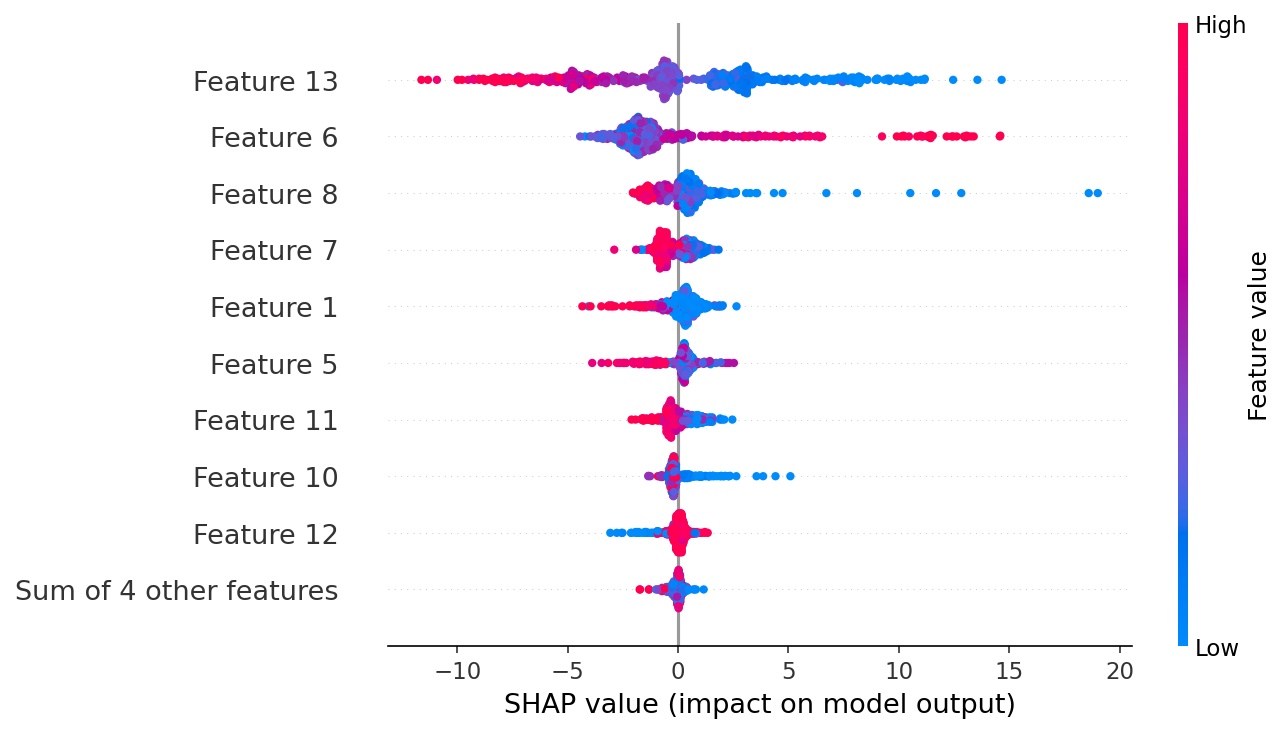 High
Feature 13
Feature 6
Feature 8
Feature 7
Feature 1
Feature 5
Feature 11
Feature 10
Feature 12
Sum of 4 other features
Feature value
Low
−10 −5 0 5 10 15 20
SHAP value (impact on model output)